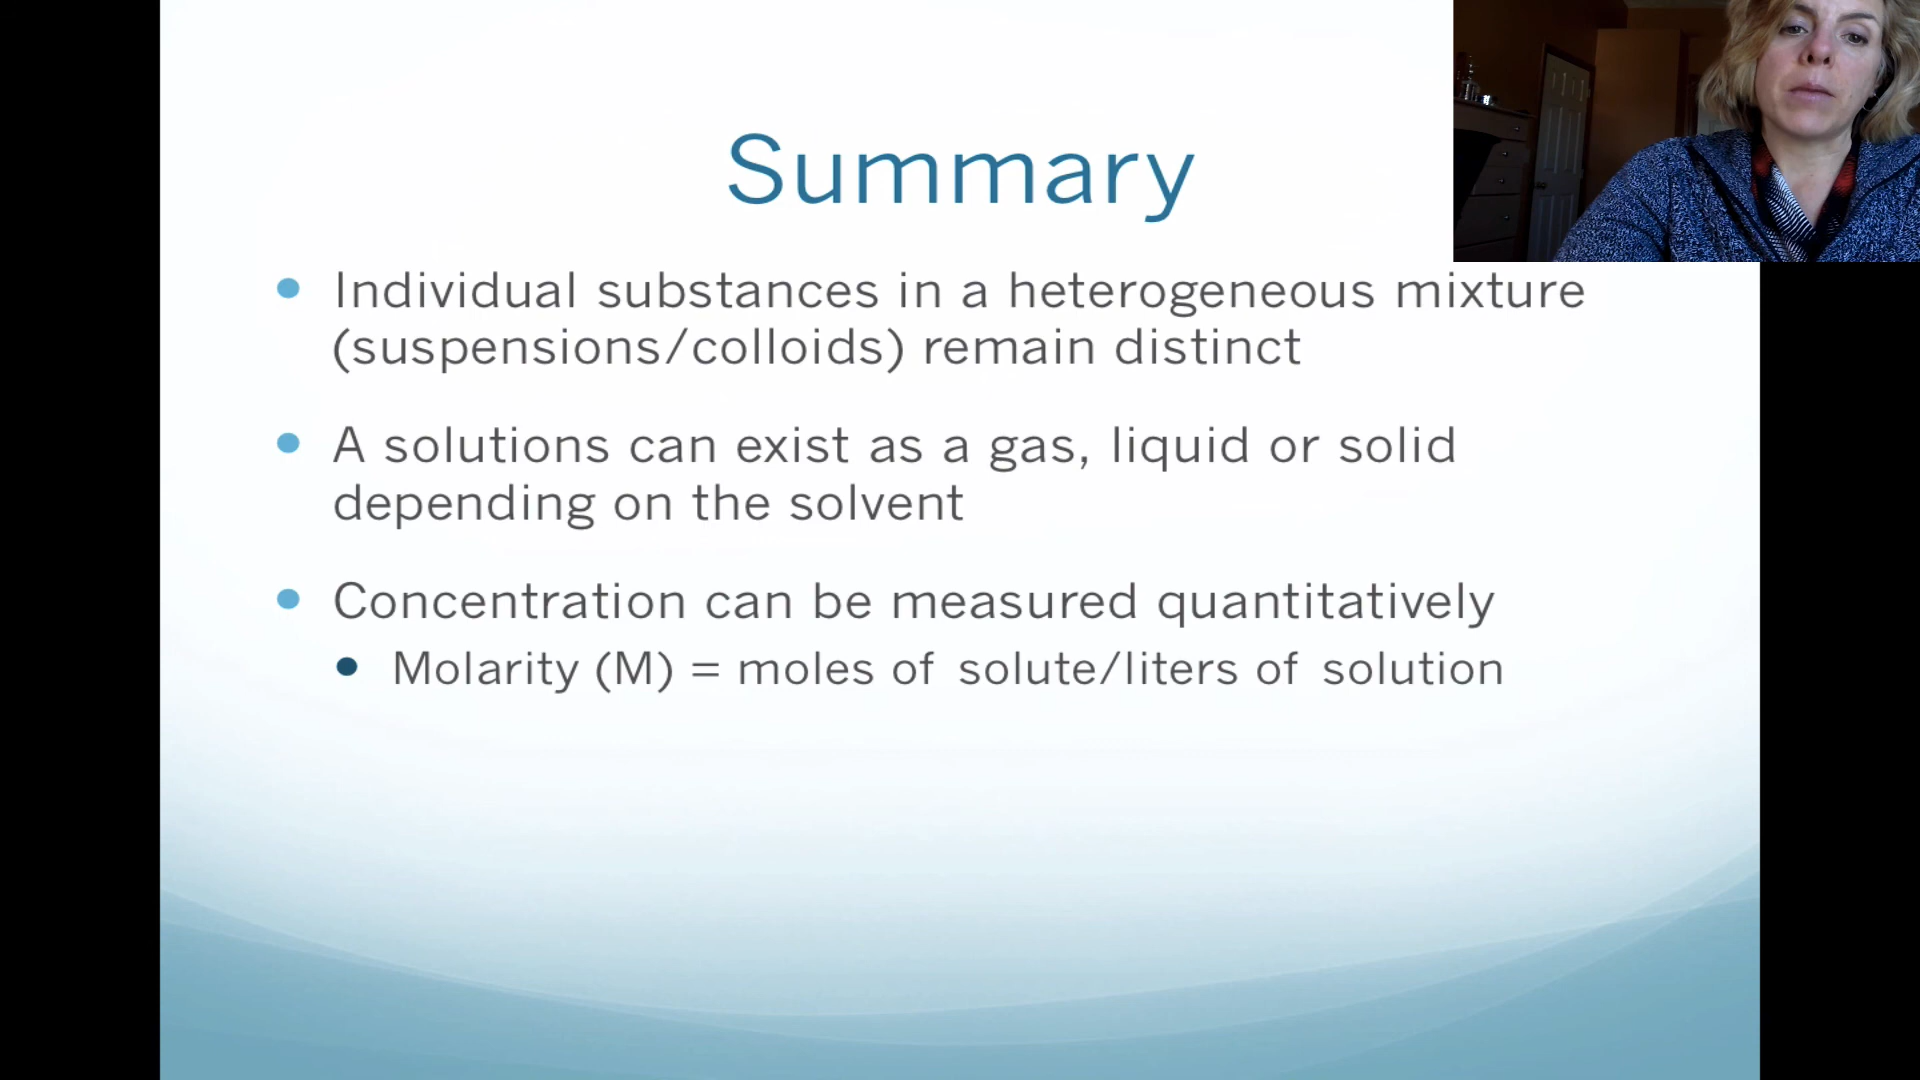 Summary
Individual substances in a heterogeneous mixture
(suspensions/colloids) remain distinct
A solutions can exist as a gas, liquid or solid
depending on the solvent
Concentration can be measured quantitatively
Molarity (M) = moles of solute/liters of solution